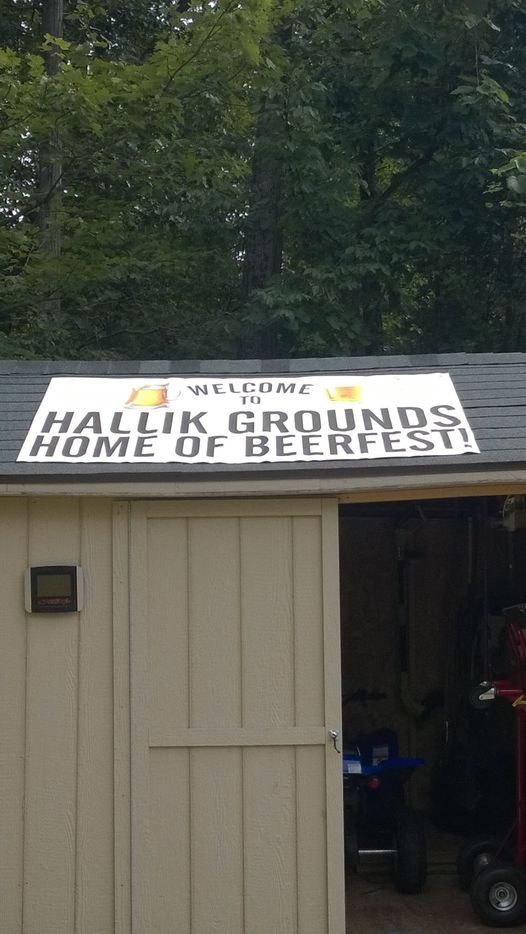 WELCOME
TO
HALLIK GROUNDS
HOME OF BEERFEST!